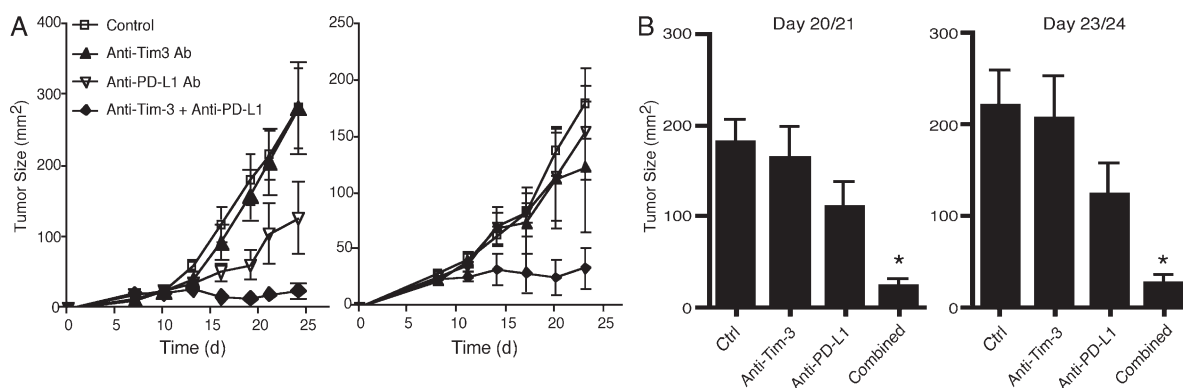 A
400
300
200
100
0
Tumor Size (mm2)
Control
Anti-Tim3 Ab
Anti-PD-L1 Ab
Anti-Tim-3 + Anti-PD-L1
0 5 10 15 20 25
Time (d)
250
200
150
100
50
0
0 5 10 15 20 25
Time (d)
B
Day 20/21
300
200
100
0
Tumor Size (mm2)
*
Ctrl
Anti-Tim-3
Anti-PD-L1
Combined
Day 23/24
300
200
100
0
Tumor Size (mm2)
*
Ctrl
Anti-Tim-3
Anti-PD-L1
Combined